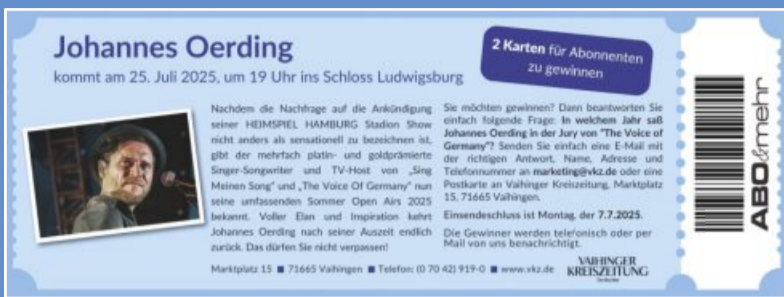 Johannes Oerding
kommt am 25. Juli 2025, um 19 Uhr ins Schloss Ludwigsburg
2 Karten für Abonnenten
zu gewinnen
Nachdem die Nachfrage auf die Ankündigung
seiner HEIMSPIEL HAMBURG Stadion Show
nicht anders als sensationell zu bezeichnen ist,
gibt der mehrfach platin- und goldprämierte
Singer-Songwriter und TV-Host von „Sing
Meinen Song“ und „The Voice Of Germany“ nun
seine umfassenden Sommer Open Airs 2025
bekannt. Voller Elan und Inspiration kehrt
Johannes Oerding nach seiner Auszeit endlich
zurück. Das dürfen Sie nicht verpassen!
Sie möchten gewinnen? Dann beantworten Sie
einfach folgende Frage: In welchem Jahr saß
Johannes Oerding in der Jury von "The Voice of
Germany"? Senden Sie einfach eine E-Mail mit
der richtigen Antwort, Name, Adresse und
Telefonnummer an marketing@vkz.de oder eine
Postkarte an Vaihinger Kreiszeitung, Marktplatz
15, 71665 Vaihingen.
Einsendeschluss ist Montag, der 7.7.2025.
Die Gewinner werden telefonisch oder per
Mail von uns benachrichtigt.
Marktplatz 15 ■ 71665 Vaihingen ■ Telefon: (0 70 42) 919-0 ■ www.vkz.de
VAIHINGER
KREISZEITUNG
ABO&mehr